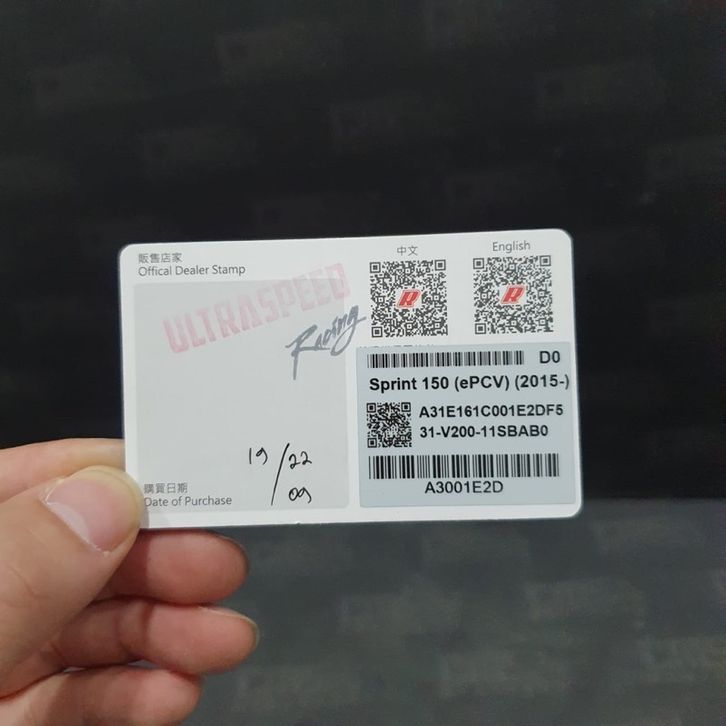 販售店家
Offical Dealer Stamp
ULTRASPEED
Racing
19/22
09
購買日期
Date of Purchase
中文
English
R
R
D0
Sprint 150 (ePCV) (2015-)
A31E161C001E2DF5
31-V200-11SBAB0
A3001E2D